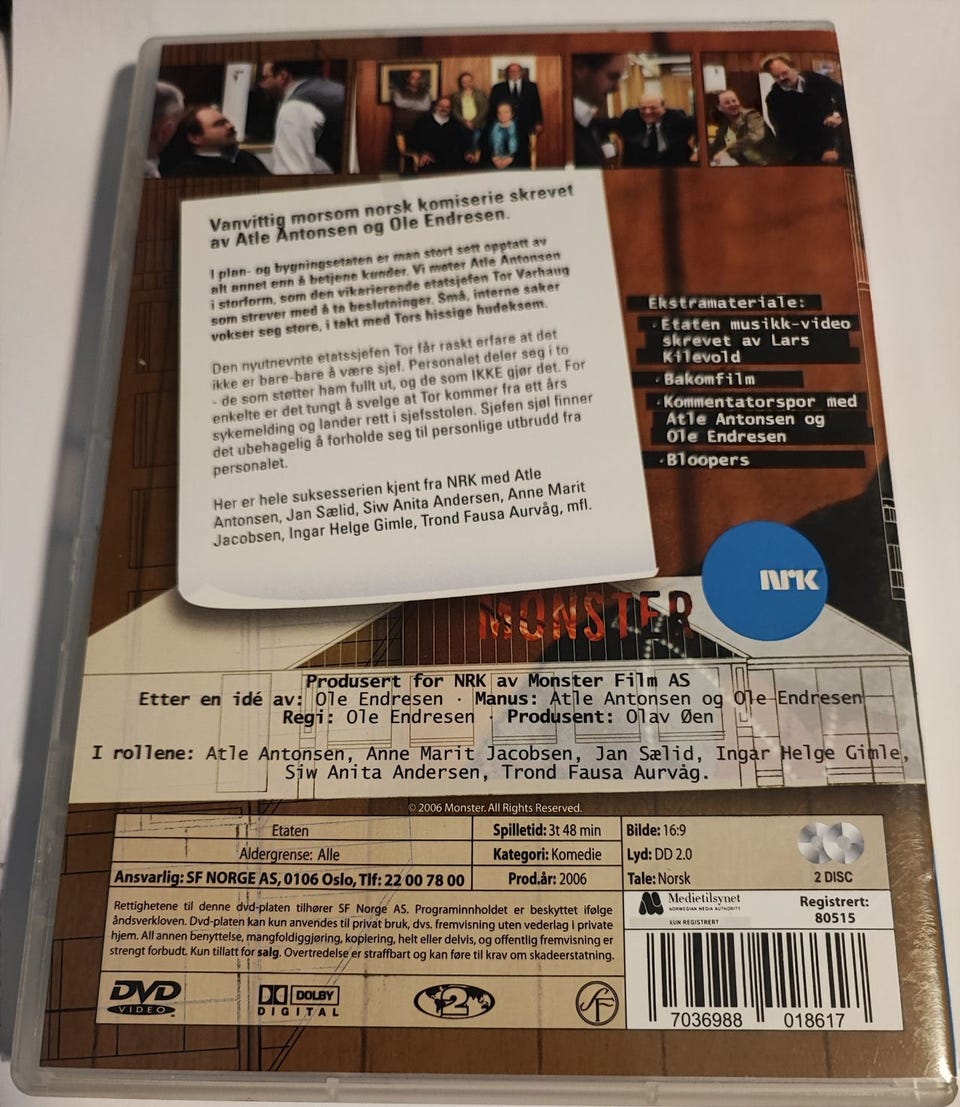 Vanvittig morsom norsk komiserie skrevet
av Atle Antonsen og Ole Endresen.
I plan- og bygningsetaten er man stort sett opptatt av
alt annet enn å betjene kunder. Vi møter Atle Antonsen
i storform, som den vikarierende etatsjefen Tor Varhaug
som strever med å ta beslutninger. Små, interne saker
vokser seg store, i takt med Tors hissige hudeksem.
Den nyutnevnte etatssjefen Tor får raskt erfare at det
ikke er bare-bare å være sjef. Personalet deler seg i to
- de som støtter ham fullt ut, og de som IKKE gjør det. For
enkelte er det tungt å svelge at Tor kommer fra ett års
sykemelding og lander rett i sjefsstolen. Sjefen sjøl finner
det ubehagelig å forholde seg til personlige utbrudd fra
personalet.
Her er hele suksesserien kjent fra NRK med Atle
Antonsen, Jan Sælid, Siw Anita Andersen, Anne Marit
Jacobsen, Ingar Helge Gimle, Trond Fausa Aurvåg, mfl.
Ekstramateriale:
·Etaten musikk-video
skrevet av Lars
Kilevold
·Bakomfilm
·Kommentatorspor med
Atle Antonsen og
Ole Endresen
·Bloopers
NRK
MONSTER
Produsert for NRK av Monster Film AS
Etter en idé av: Ole Endresen · Manus: Atle Antonsen og Ole Endresen
Regi: Ole Endresen · Produsent: Olav Øen
I rollene: Atle Antonsen, Anne Marit Jacobsen, Jan Sælid, Ingar Helge Gimle,
Siw Anita Andersen, Trond Fausa Aurvåg.
© 2006 Monster. All Rights Reserved.
Etaten
Aldergrense: Alle
Ansvarlig: SF NORGE AS, 0106 Oslo, Tlf: 22 00 78 00
Spilletid: 3t 48 min
Kategori: Komedie
Prod.år: 2006
Bilde: 16:9
Lyd: DD 2.0
Tale: Norsk
2 DISC
Rettighetene til denne dvd-platen tilhører SF Norge AS. Programinnholdet er beskyttet ifølge
åndsverkloven. Dvd-platen kan kun anvendes til privat bruk, dvs. fremvisning uten vederlag i private
hjem. All annen benyttelse, mangfoldiggjøring, kopiering, helt eller delvis, og offentlig fremvisning er
strengt forbudt. Kun tillatt for salg. Overtredelse er straffbart og kan føre til krav om skadeerstatning.
Medietilsynet
NORWEGIAN MEDIA AUTHORITY
KUN REGISTRERT
Registrert:
80515
DVD
VIDEO
DOLBY
DIGITAL
2
SF
7036988 018617